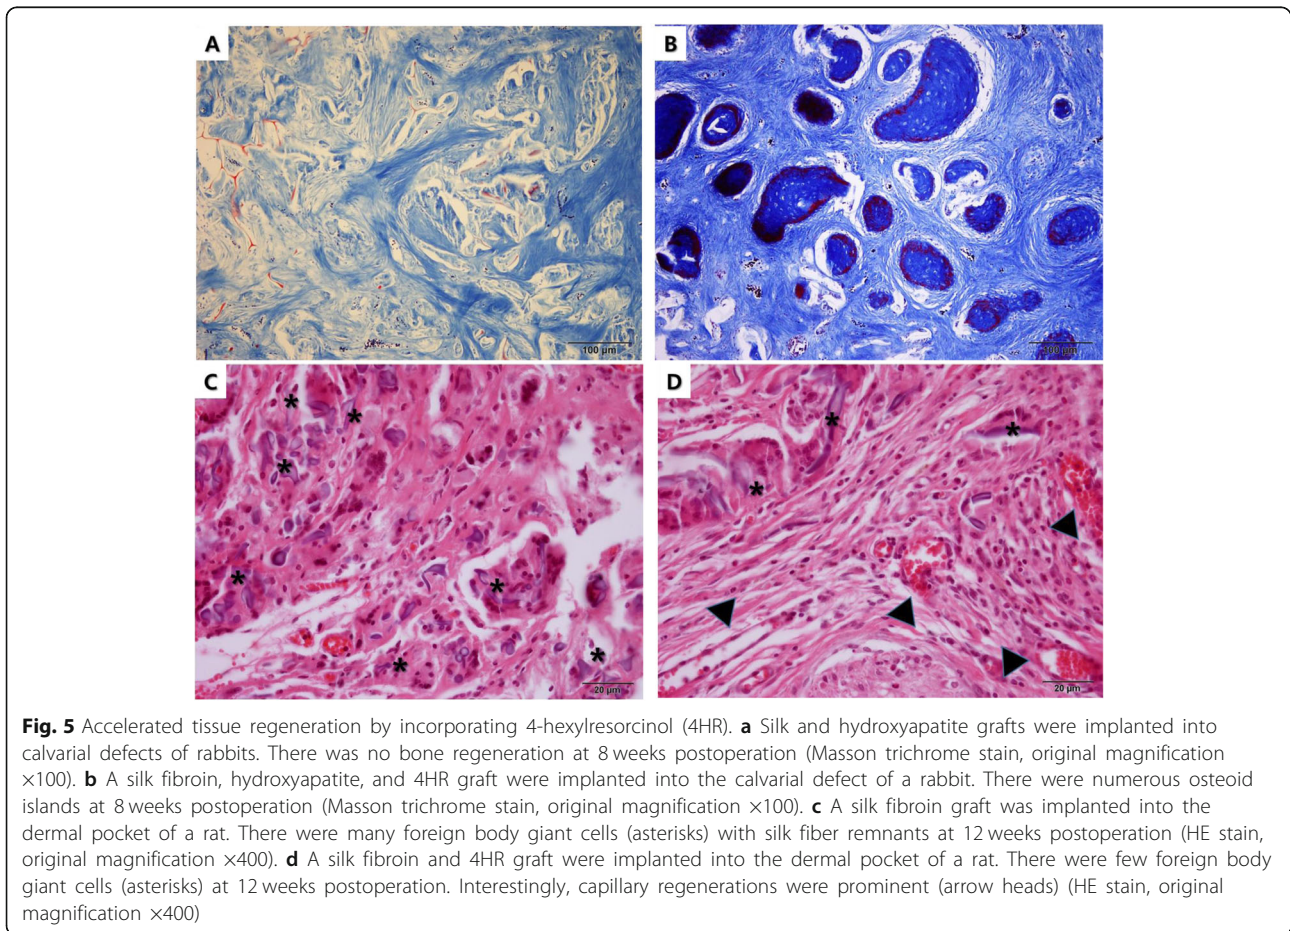 A
B
100 μm
100 μm
C
D
*
*
*
*
*
*
*
*
*
*
20 μm
20 μm
Fig. 5 Accelerated tissue regeneration by incorporating 4-hexylresorcinol (4HR). a Silk and hydroxyapatite grafts were implanted into
calvarial defects of rabbits. There was no bone regeneration at 8 weeks postoperation (Masson trichrome stain, original magnification
×100). b A silk fibroin, hydroxyapatite, and 4HR graft were implanted into the calvarial defect of a rabbit. There were numerous osteoid
islands at 8 weeks postoperation (Masson trichrome stain, original magnification ×100). c A silk fibroin graft was implanted into the
dermal pocket of a rat. There were many foreign body giant cells (asterisks) with silk fiber remnants at 12 weeks postoperation (HE stain,
original magnification ×400). d A silk fibroin and 4HR graft were implanted into the dermal pocket of a rat. There were few foreign body
giant cells (asterisks) at 12 weeks postoperation. Interestingly, capillary regenerations were prominent (arrow heads) (HE stain, original
magnification ×400)